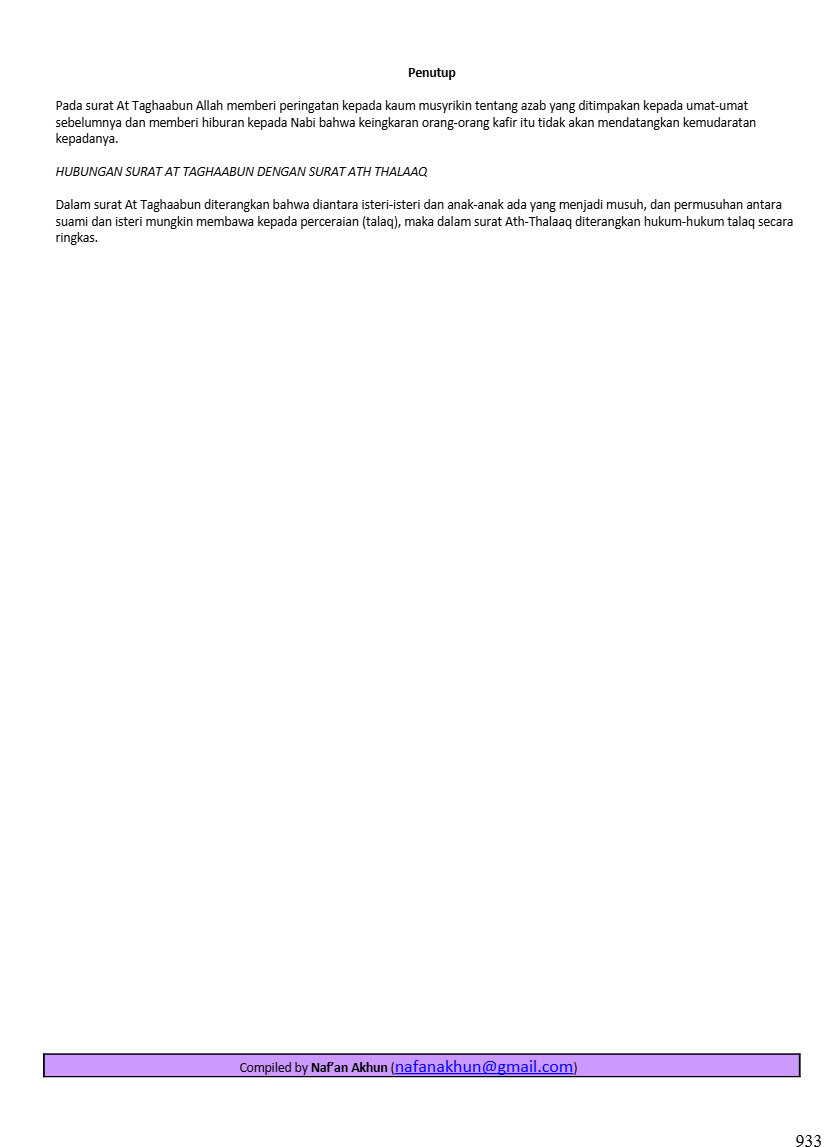 Penutup
Pada surat At Taghaabun Allah memberi peringatan kepada kaum musyrikin tentang azab yang ditimpakan kepada umat-umat
sebelumnya dan memberi hiburan kepada Nabi bahwa keingkaran orang-orang kafir itu tidak akan mendatangkan kemudaratan
kepadanya.
HUBUNGAN SURAT AT TAGHAABUN DENGAN SURAT ATH THALAAQ
Dalam surat At Taghaabun diterangkan bahwa diantara isteri-isteri dan anak-anak ada yang menjadi musuh, dan permusuhan antara
suami dan isteri mungkin membawa kepada perceraian (talaq), maka dalam surat Ath-Thalaaq diterangkan hukum-hukum talaq secara
ringkas.
Compiled by Naf’an Akhun (nafanakhun@gmail.com)
933